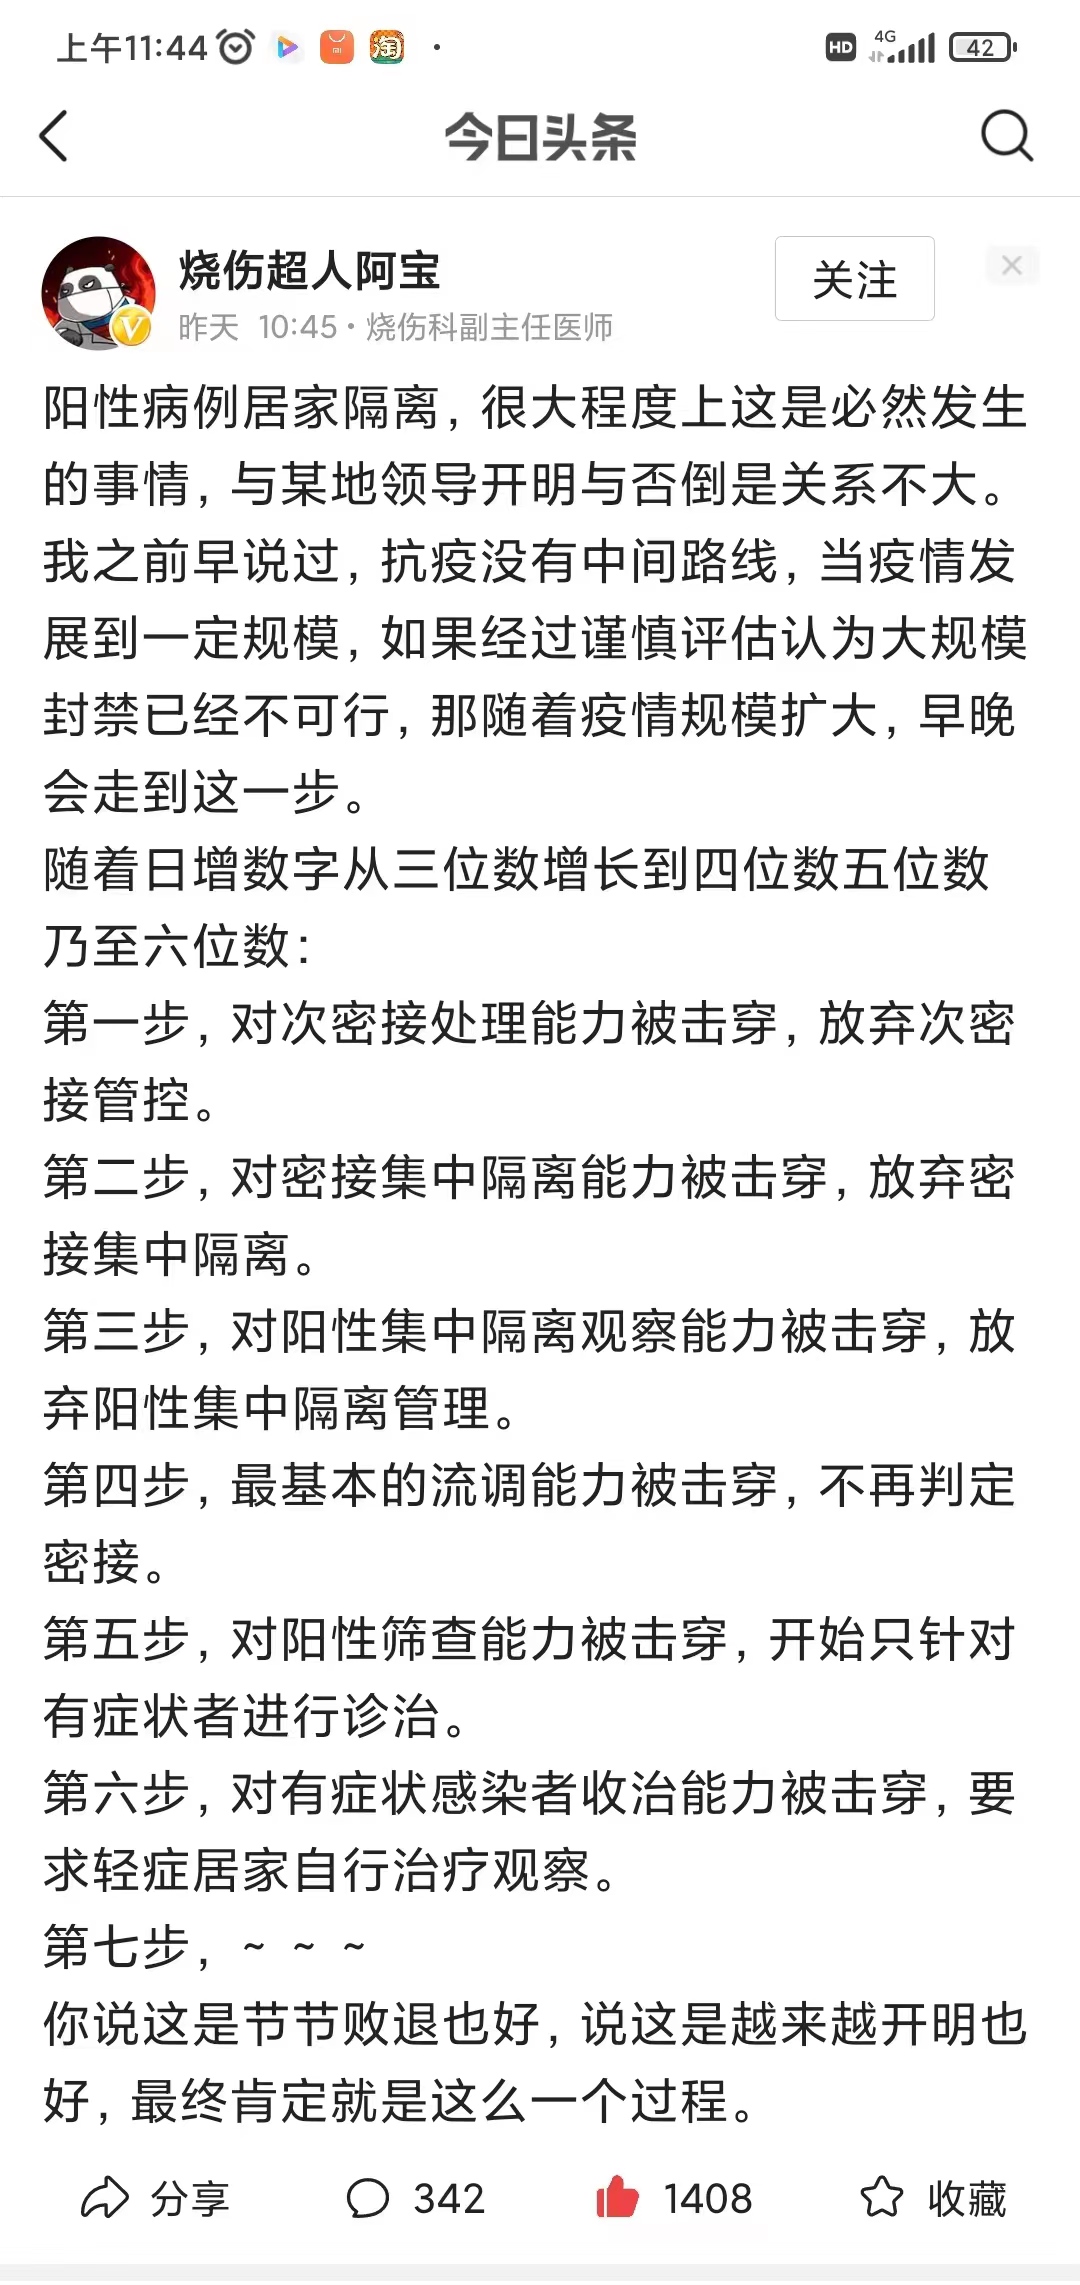 上午11:44 淘 HD 4G 42
今日头条
烧伤超人阿宝 关注
V 昨天 10:45·烧伤科副主任医师
阳性病例居家隔离，很大程度上这是必然发生
的事情，与某地领导开明与否倒是关系不大。
我之前早说过，抗疫没有中间路线，当疫情发
展到一定规模，如果经过谨慎评估认为大规模
封禁已经不可行，那随着疫情规模扩大，早晚
会走到这一步。
随着日增数字从三位数增长到四位数五位数
乃至六位数：
第一步，对次密接处理能力被击穿，放弃次密
接管控。
第二步，对密接集中隔离能力被击穿，放弃密
接集中隔离。
第三步，对阳性集中隔离观察能力被击穿，放
弃阳性集中隔离管理。
第四步，最基本的流调能力被击穿，不再判定
密接。
第五步，对阳性筛查能力被击穿，开始只针对
有症状者进行诊治。
第六步，对有症状感染者收治能力被击穿，要
求轻症居家自行治疗观察。
第七步，~ ~ ~
你说这是节节败退也好，说这是越来越开明也
好，最终肯定就是这么一个过程。
分享 342 1408 收藏